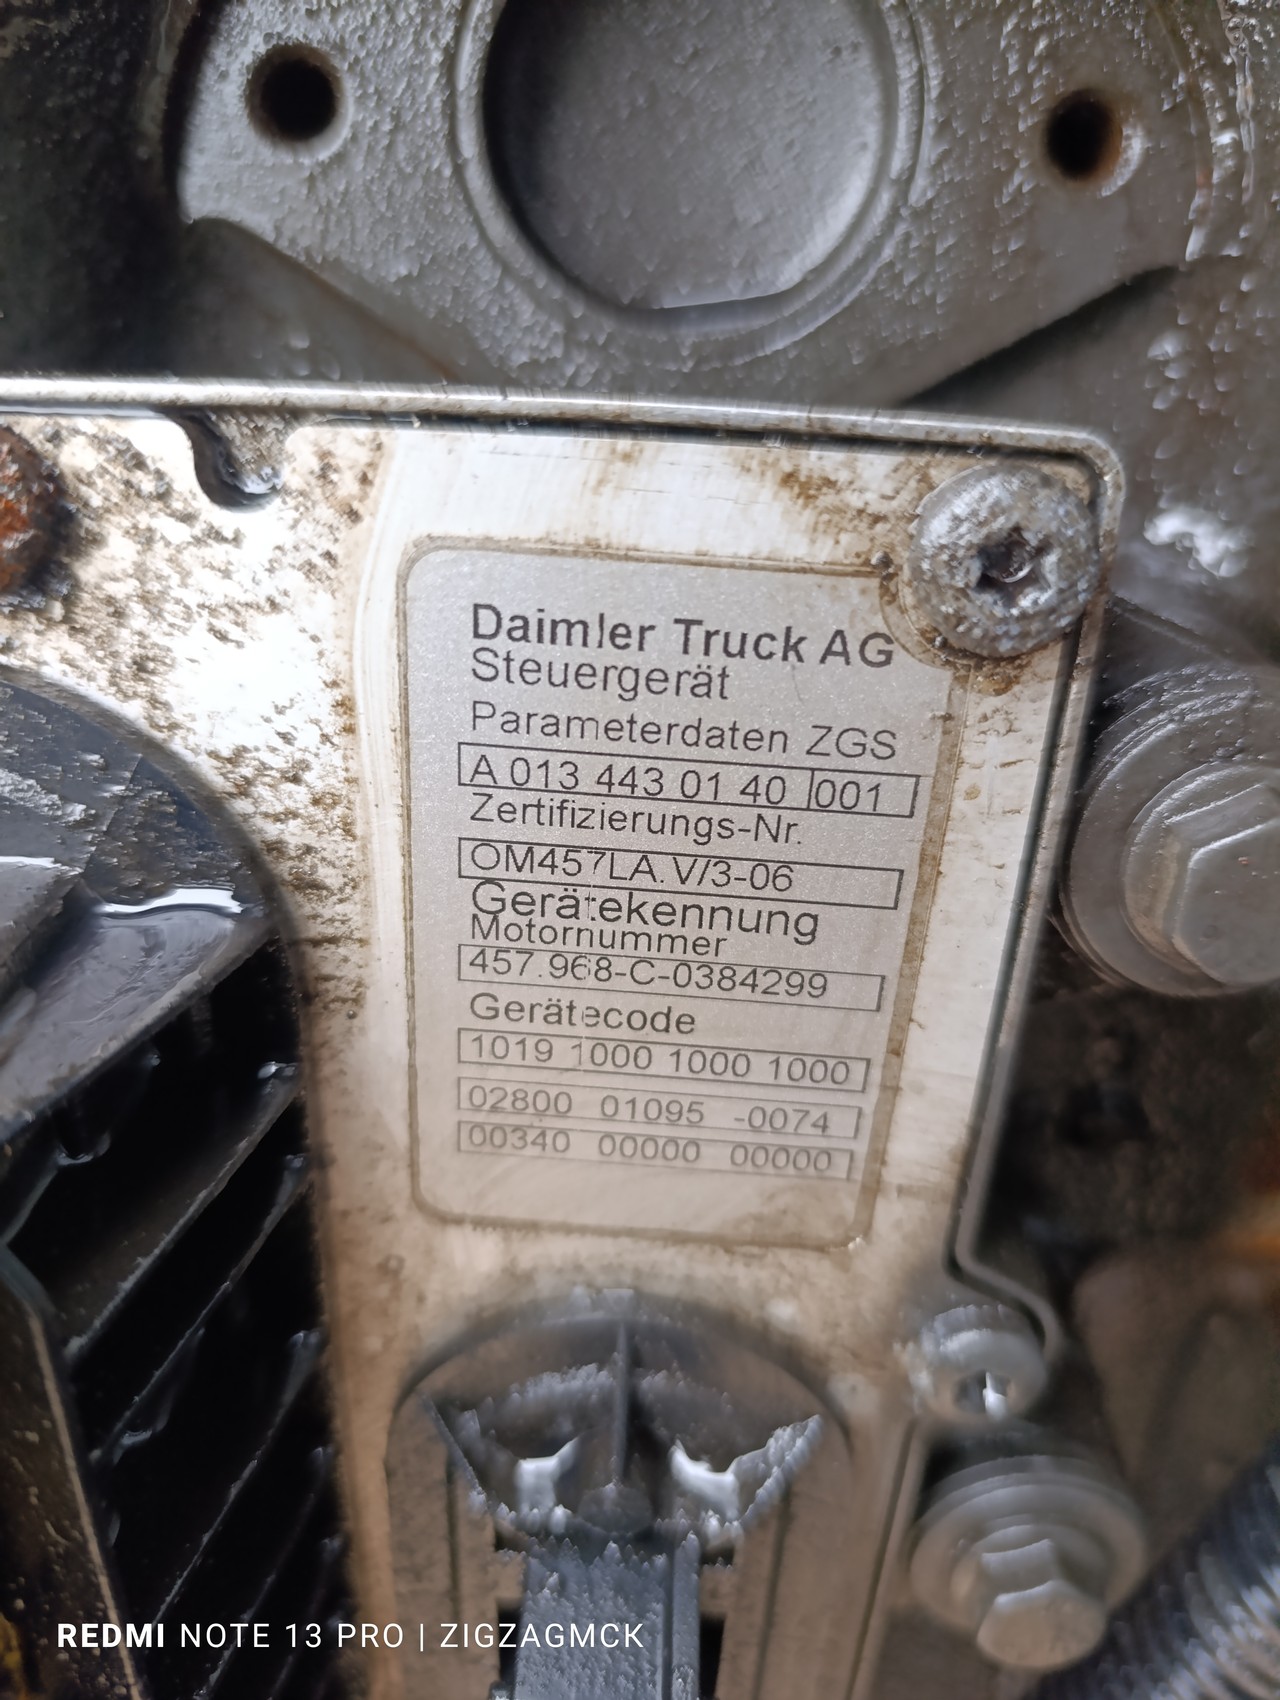 Daimler Truck AG
Steuergerät
Parameterdaten ZGS
A 013 443 01 40 001
Zertifizierungs-Nr.
OM457LA.V/3-06
Gerätekennung
Motornummer
457.968-C-0384299
Gerätecode
1019 1000 1000 1000
02800 01095 -0074
00340 00000 00000
REDMI NOTE 13 PRO | ZIGZAGMCK